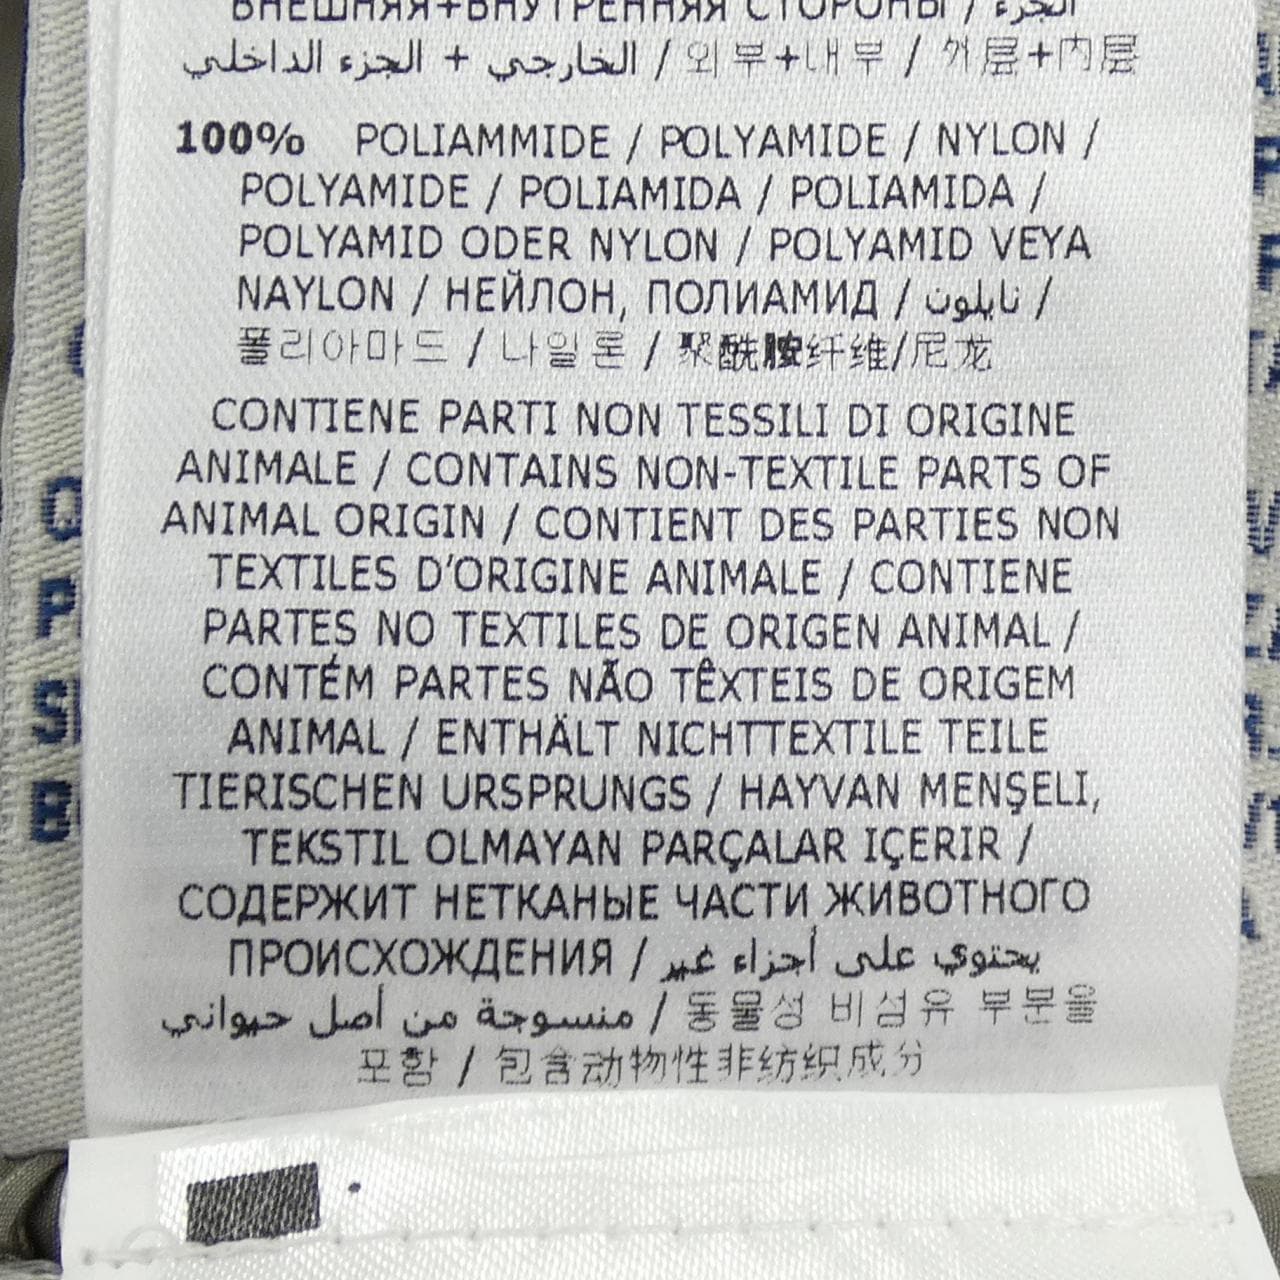 ВНЕШНЯЯ+ВНУТРЕННЯЯ СТОРОНЫ / الجزء
الخارجي + الجزء الداخلي / 외부+내부 / 外层+内层
100% POLIAMMIDE / POLYAMIDE / NYLON /
POLYAMIDE / POLIAMIDA / POLIAMIDA /
POLYAMID ODER NYLON / POLYAMID VEYA
NAYLON / НЕЙЛОН, ПОЛИАМИД / نايلون /
폴리아마드 / 나일론 / 聚酰胺纤维/尼龙
CONTIENE PARTI NON TESSILI DI ORIGINE
ANIMALE / CONTAINS NON-TEXTILE PARTS OF
ANIMAL ORIGIN / CONTIENT DES PARTIES NON
TEXTILES D'ORIGINE ANIMALE / CONTIENE
PARTES NO TEXTILES DE ORIGEN ANIMAL /
CONTÉM PARTES NÃO TÊXTEIS DE ORIGEM
ANIMAL / ENTHÄLT NICHTTEXTILE TEILE
TIERISCHEN URSPRUNGS / HAYVAN MENŞELI,
TEKSTIL OLMAYAN PARÇALAR IÇERIR /
СОДЕРЖИТ НЕТКАНЫЕ ЧАСТИ ЖИВОТНОГО
ПРОИСХОЖДЕНИЯ / يحتوي على أجزاء غير
منسوجة من أصل حيواني / 동물성 비섬유 부분을
포함 / 包含动物性非纺织成分